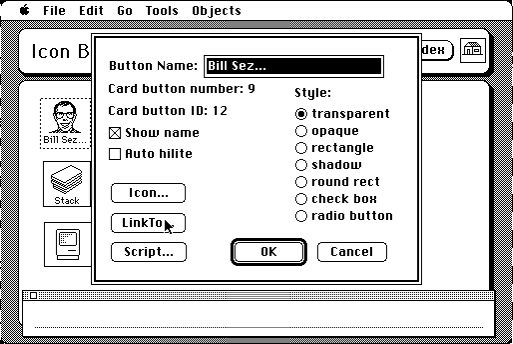 File Edit Go Tools Objects
Icon B
dex
Button Name: Bill Sez...
Card button number: 9
Card button ID: 12
Show name
Auto hilite
Icon...
LinkTo...
Script...
Style:
transparent
opaque
rectangle
shadow
round rect
check box
radio button
OK
Cancel
Bill Sez...
Stack